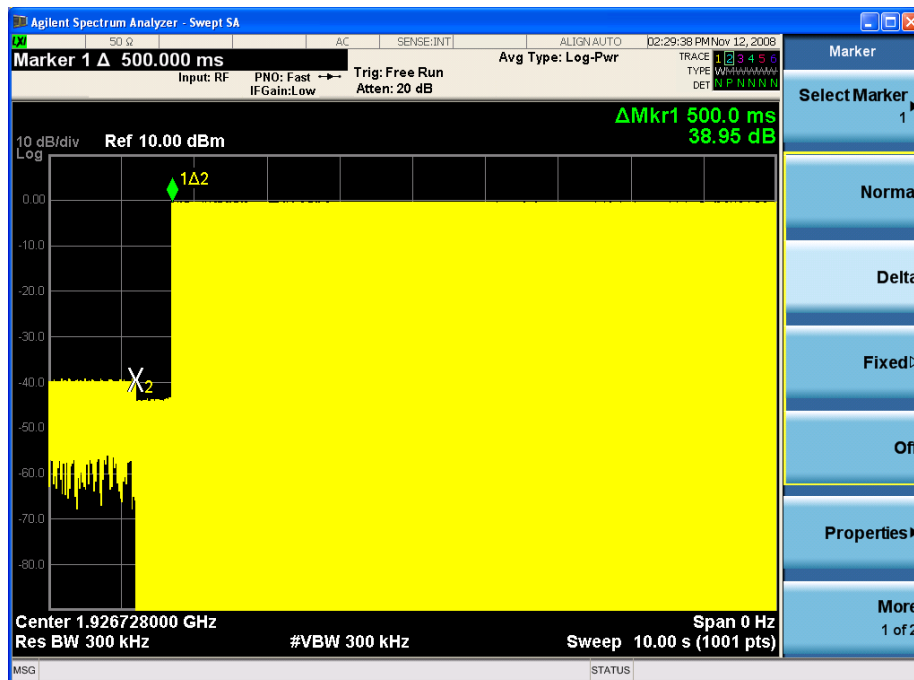 Agilent Spectrum Analyzer - Swept SA
LXI 50 Ω AC SENSE:INT ALIGNAUTO 02:29:38 PM Nov 12, 2008
Marker 1 Δ 500.000 ms
Input: RF PNO: Fast Trig: Free Run Avg Type: Log-Pwr TRACE 1 2 3 4 5 6
TYPE WMWWWW
IFGain:Low Atten: 20 dB DET N P N N N N
ΔMkr1 500.0 ms
38.95 dB
10 dB/div Ref 10.00 dBm
Log
1Δ2
0.00
-10.0
-20.0
-30.0
-40.0
X2
-50.0
-60.0
-70.0
-80.0
Center 1.926728000 GHz Span 0 Hz
Res BW 300 kHz #VBW 300 kHz Sweep 10.00 s (1001 pts)
MSG STATUS
Marker
Select Marker
1
Norma
Delta
Fixed
Off
Properties
More
1 of 2